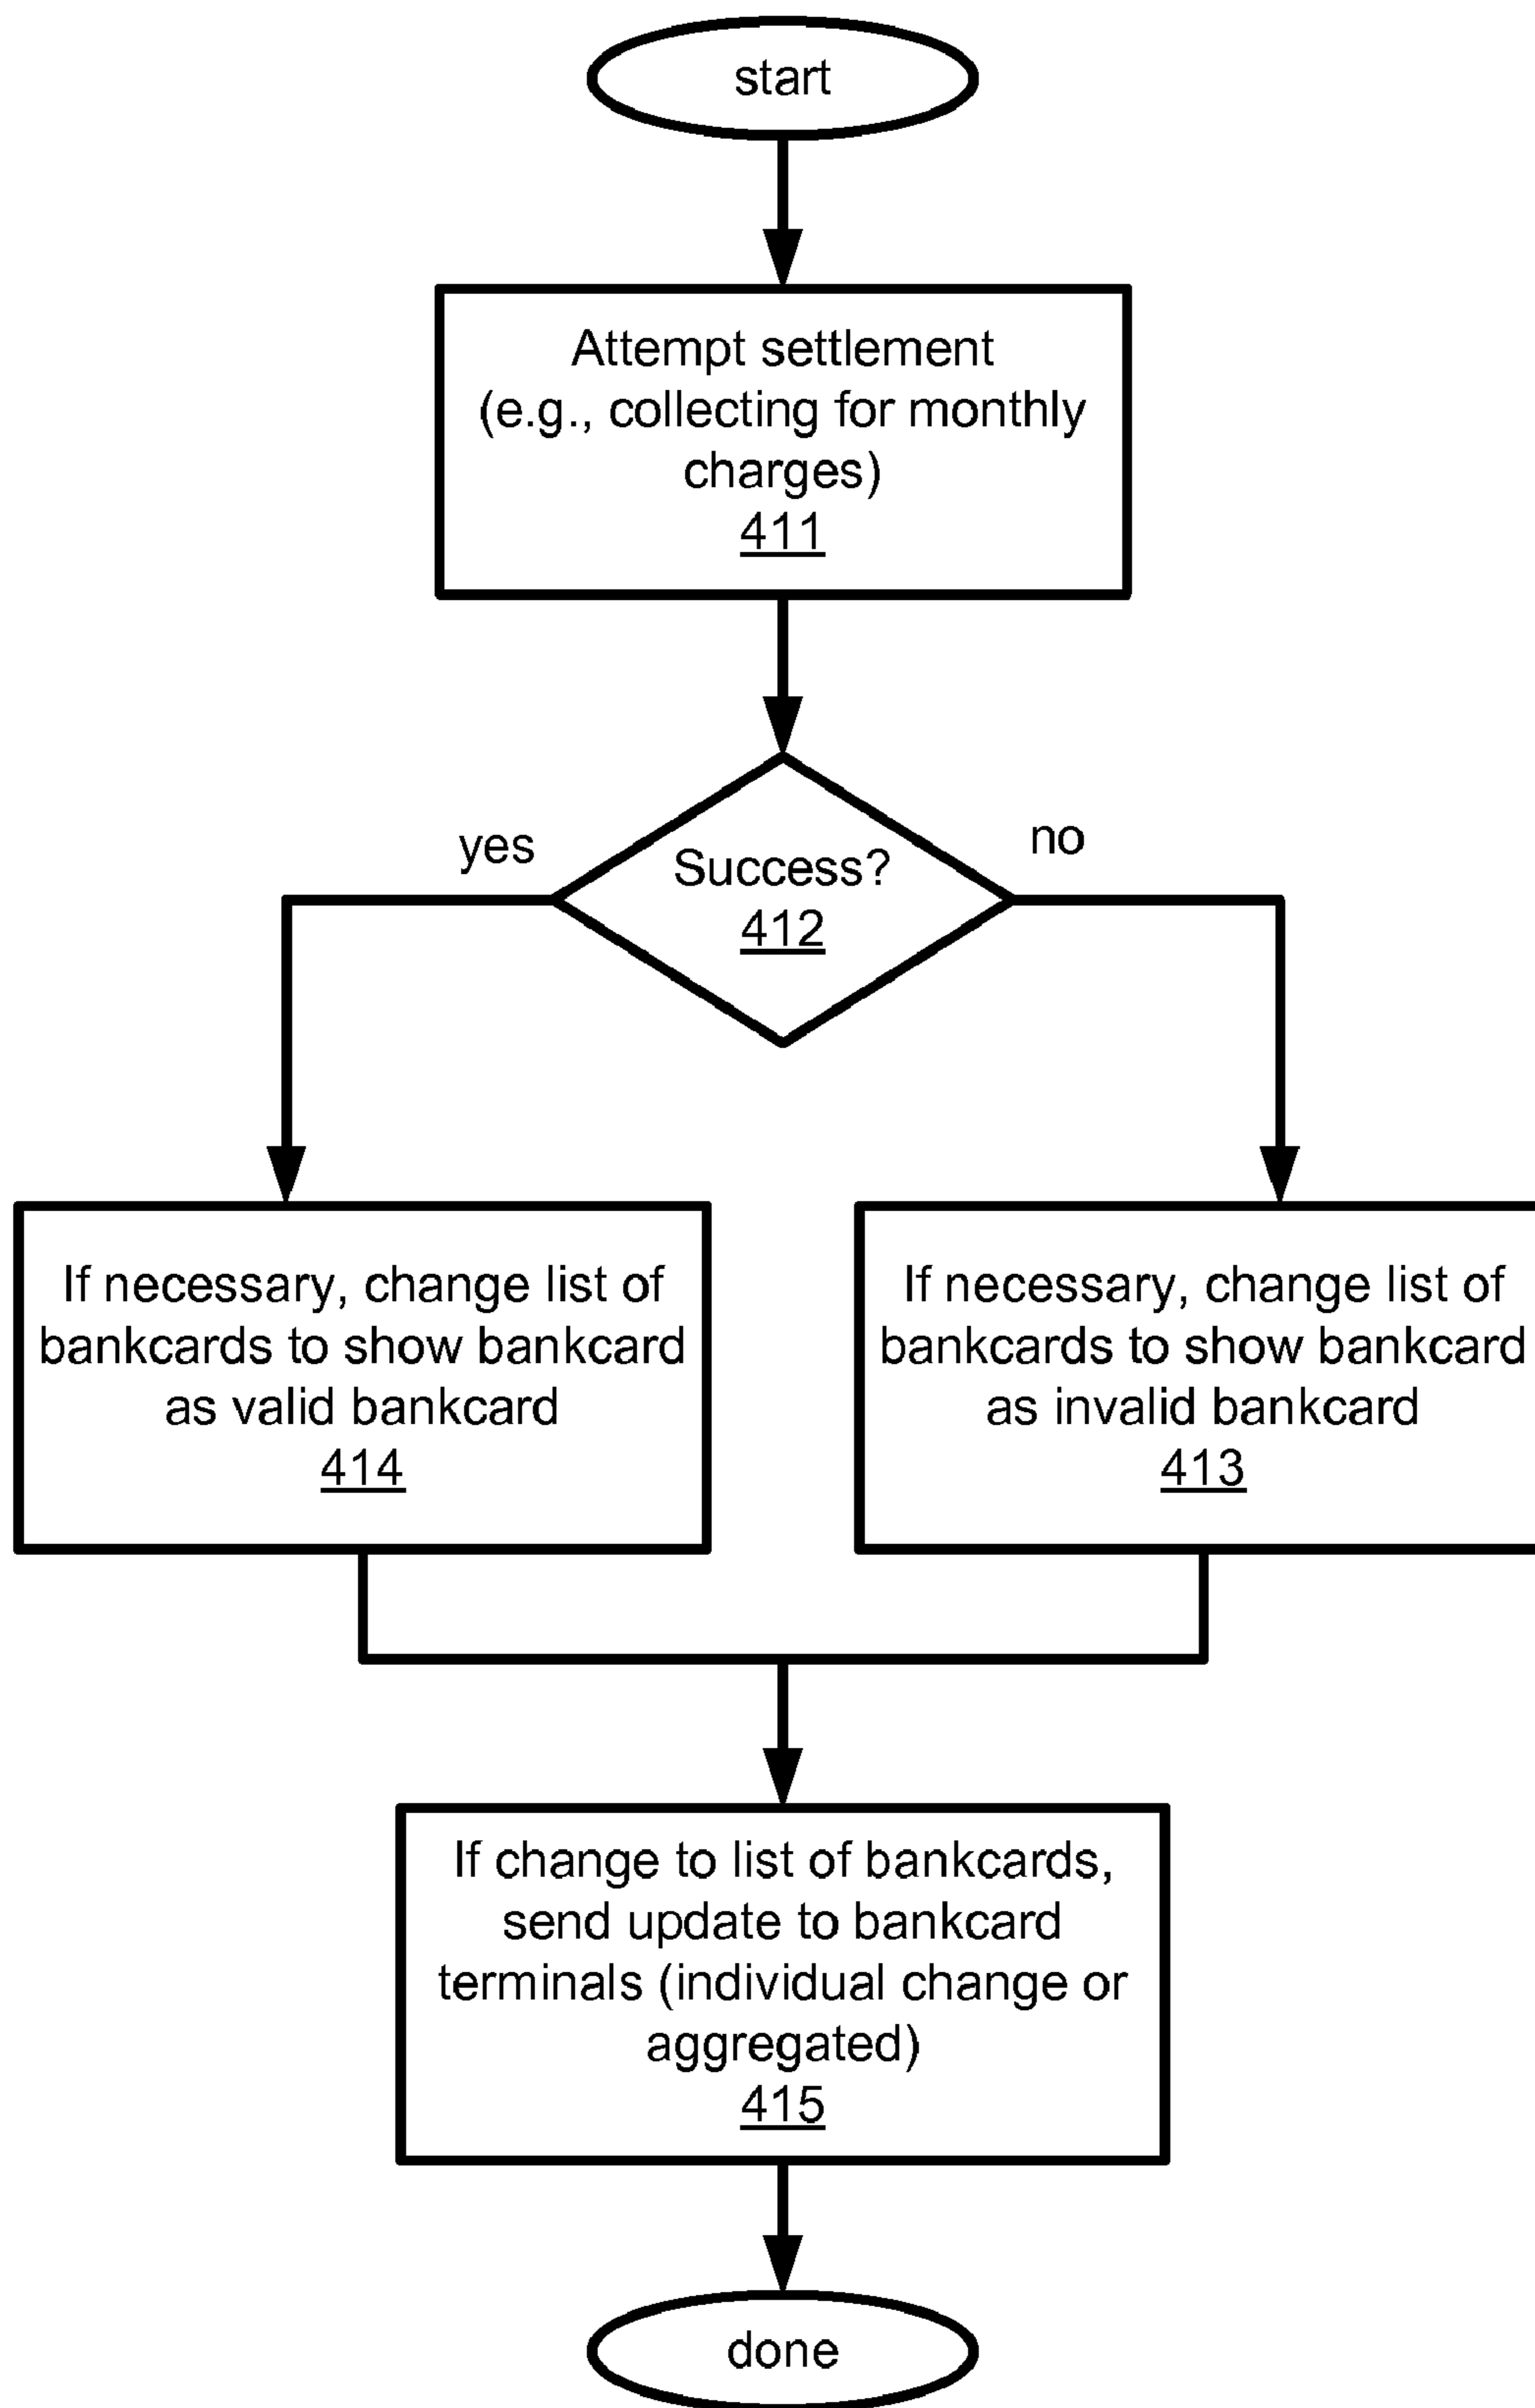 start
Attempt settlement
(e.g., collecting for monthly
charges)
411
yes
no
Success?
412
If necessary, change list of
bankcards to show bankcard
as valid bankcard
414
If necessary, change list of
bankcards to show bankcard
as invalid bankcard
413
If change to list of bankcards,
send update to bankcard
terminals (individual change or
aggregated)
415
done